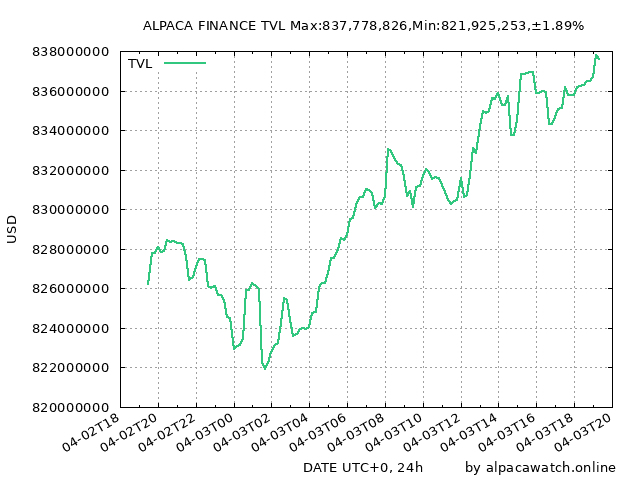 ALPACA FINANCE TVL Max:837,778,826,Min:821,925,253,±1.89%
838000000
TVL
836000000
834000000
832000000
830000000
USD
828000000
826000000
824000000
822000000
820000000
04-02T18
04-02T20
04-02T22
04-03T00
04-03T02
04-03T04
04-03T06
04-03T08
04-03T10
04-03T12
04-03T14
04-03T16
04-03T18
04-03T20
DATE UTC+0, 24h
by alpacawatch.online